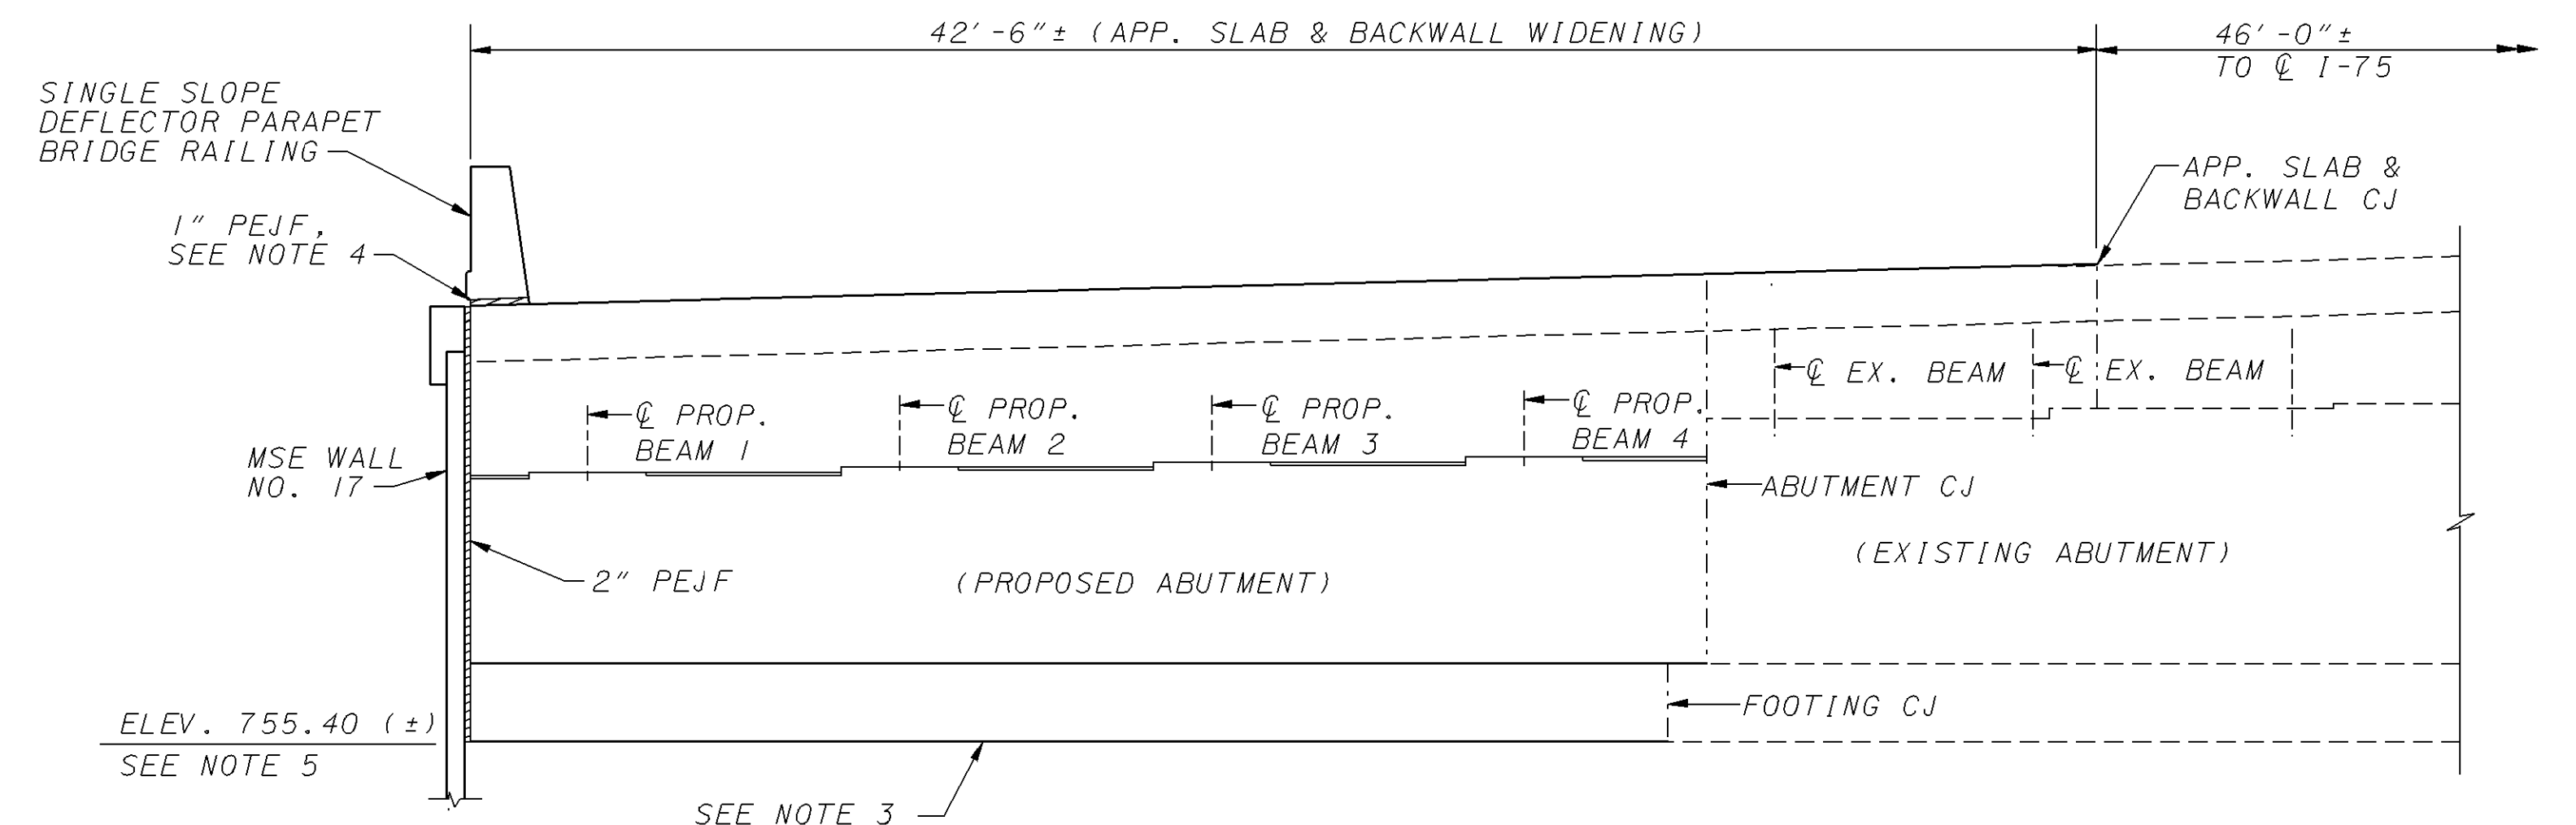 42'-6"± (APP. SLAB & BACKWALL WIDENING)
46'-0"±
TO ℄ I-75
SINGLE SLOPE
DEFLECTOR PARAPET
BRIDGE RAILING
APP. SLAB &
BACKWALL CJ
1" PEJF,
SEE NOTE 4
℄ EX. BEAM
℄ EX. BEAM
℄ PROP.
BEAM 1
℄ PROP.
BEAM 2
℄ PROP.
BEAM 3
℄ PROP.
BEAM 4
MSE WALL
NO. 17
ABUTMENT CJ
2" PEJF
(PROPOSED ABUTMENT)
(EXISTING ABUTMENT)
FOOTING CJ
ELEV. 755.40 (±)
SEE NOTE 5
SEE NOTE 3